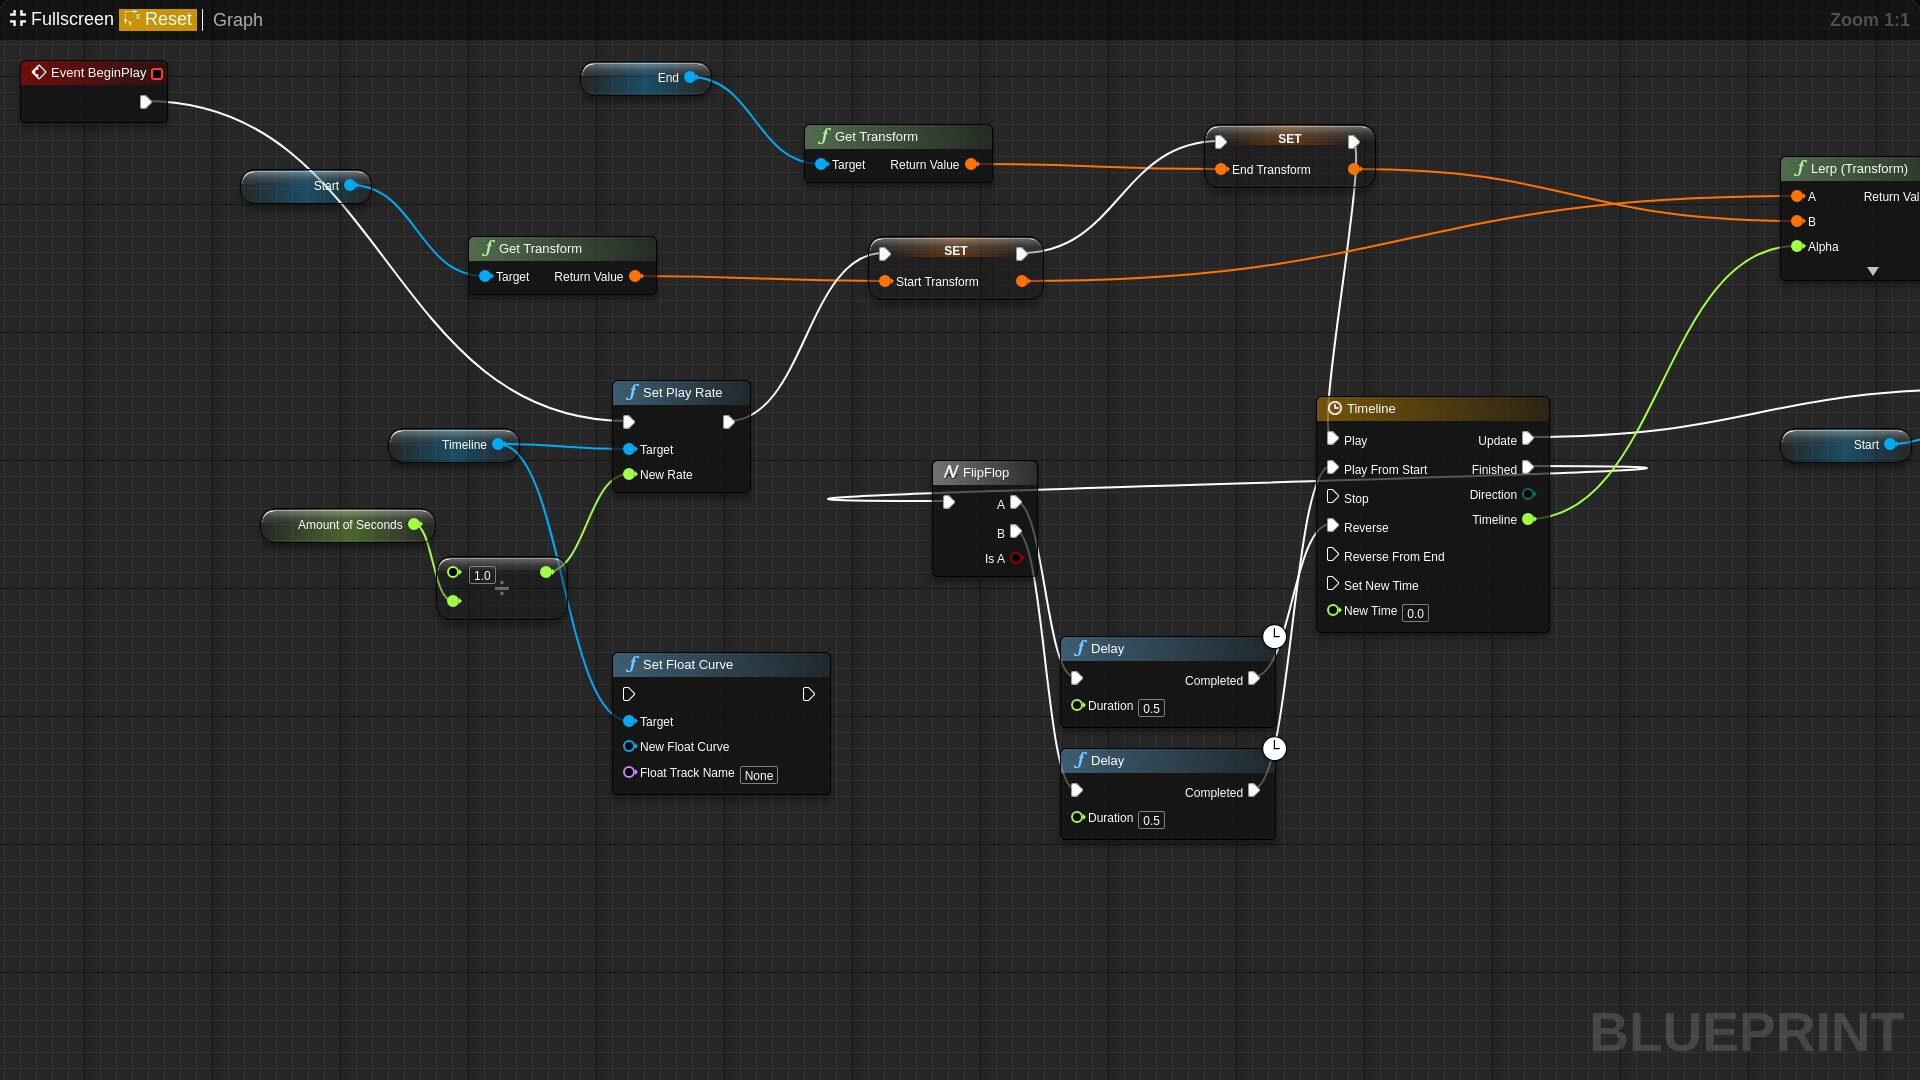 Fullscreen Reset Graph
Zoom 1:1
Event BeginPlay
End
Get Transform
Target Return Value
SET
End Transform
Lerp (Transform)
A Return Val
B
Alpha
Start
Get Transform
Target Return Value
SET
Start Transform
Set Play Rate
Target
New Rate
Timeline
Timeline
Play Update
Play From Start Finished
Stop Direction
Reverse Timeline
Reverse From End
Set New Time
New Time 0.0
Start
FlipFlop
A
B
Is A
Amount of Seconds
1.0
÷
Set Float Curve
Target
New Float Curve
Float Track Name None
Delay
Completed
Duration 0.5
Delay
Completed
Duration 0.5
BLUEPRINT